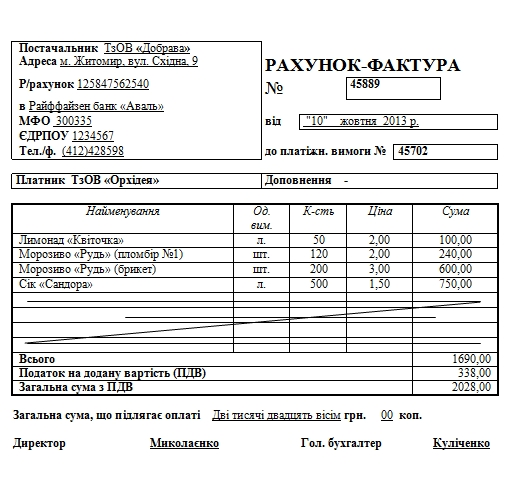 Постачальник ТзОВ «Добрава»
Адреса м. Житомир, вул. Східна, 9
Р/рахунок 125847562540
в Райффайзен банк «Аваль»
МФО 300335
ЄДРПОУ 1234567
Тел./ф. (412)428598
РАХУНОК-ФАКТУРА
№ 45889
від "10" жовтня 2013 р.
до платіжн. вимоги № 45702
Платник ТзОВ «Орхідея» Доповнення -
Найменування Од. вим. К-сть Ціна Сума
Лимонад «Квіточка» л. 50 2,00 100,00
Морозиво «Рудь» (пломбір №1) шт. 120 2,00 240,00
Морозиво «Рудь» (брикет) шт. 200 3,00 600,00
Сік «Сандора» л. 500 1,50 750,00
Всього 1690,00
Податок на додану вартість (ПДВ) 338,00
Загальна сума з ПДВ 2028,00
Загальна сума, що підлягає оплаті Дві тисячі двадцять вісім грн. 00 коп.
Директор Миколаєнко Гол. бухгалтер Куліченко